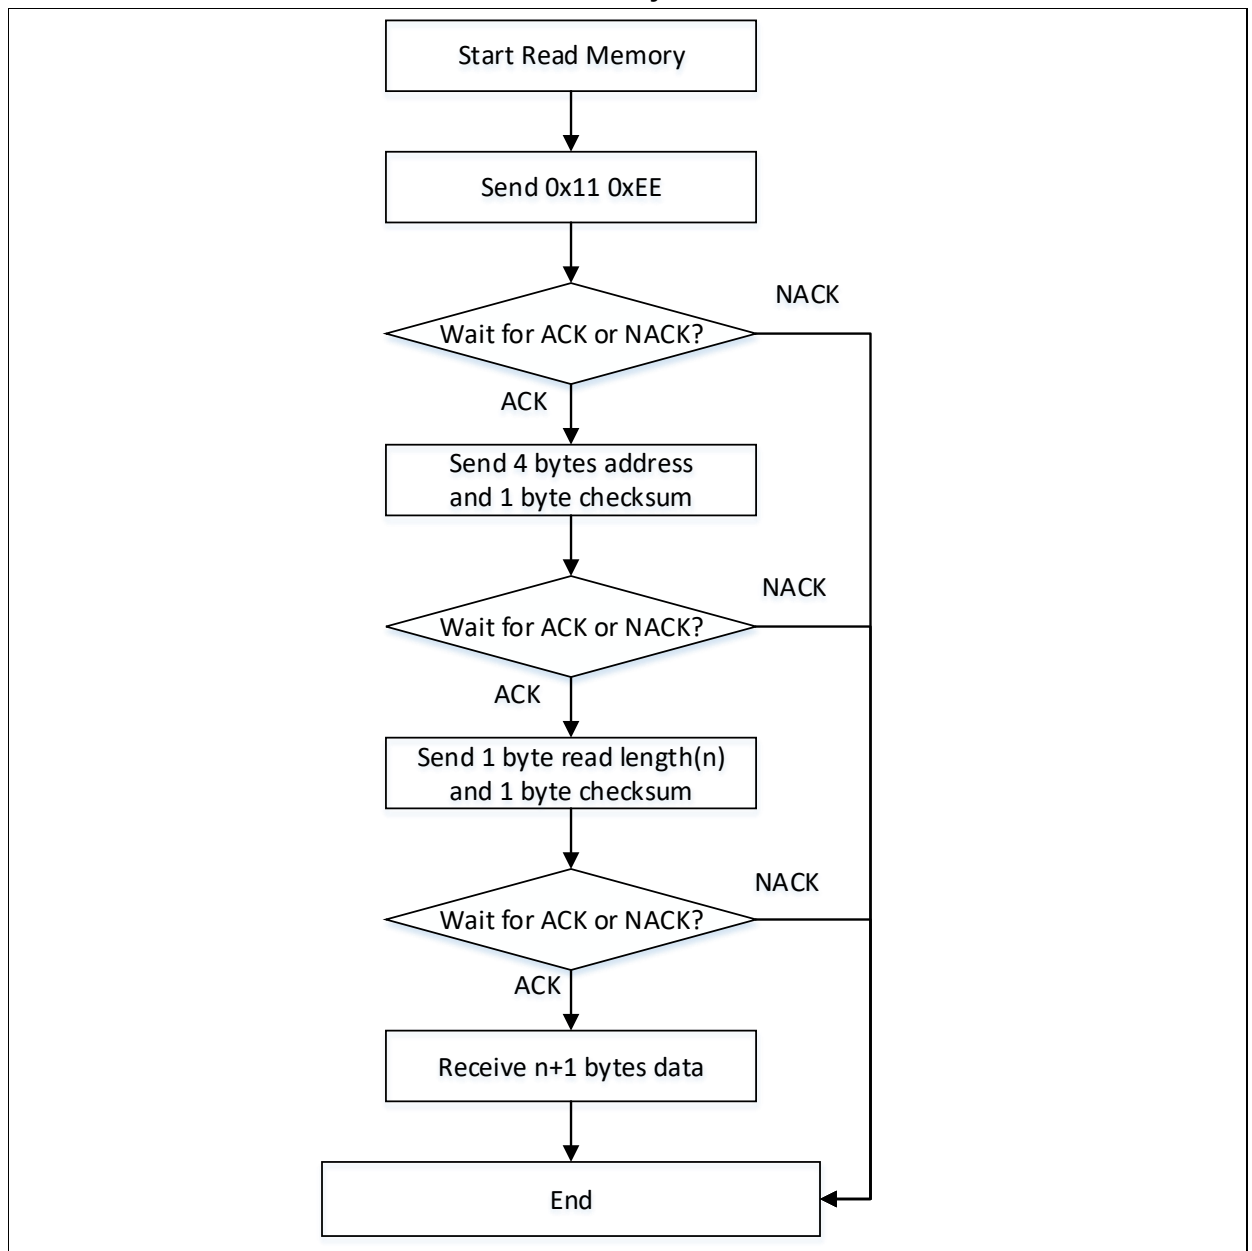 Start Read Memory
Send 0x11 0xEE
NACK
Wait for ACK or NACK?
ACK
Send 4 bytes address
and 1 byte checksum
NACK
Wait for ACK or NACK?
ACK
Send 1 byte read length(n)
and 1 byte checksum
NACK
Wait for ACK or NACK?
ACK
Receive n+1 bytes data
End